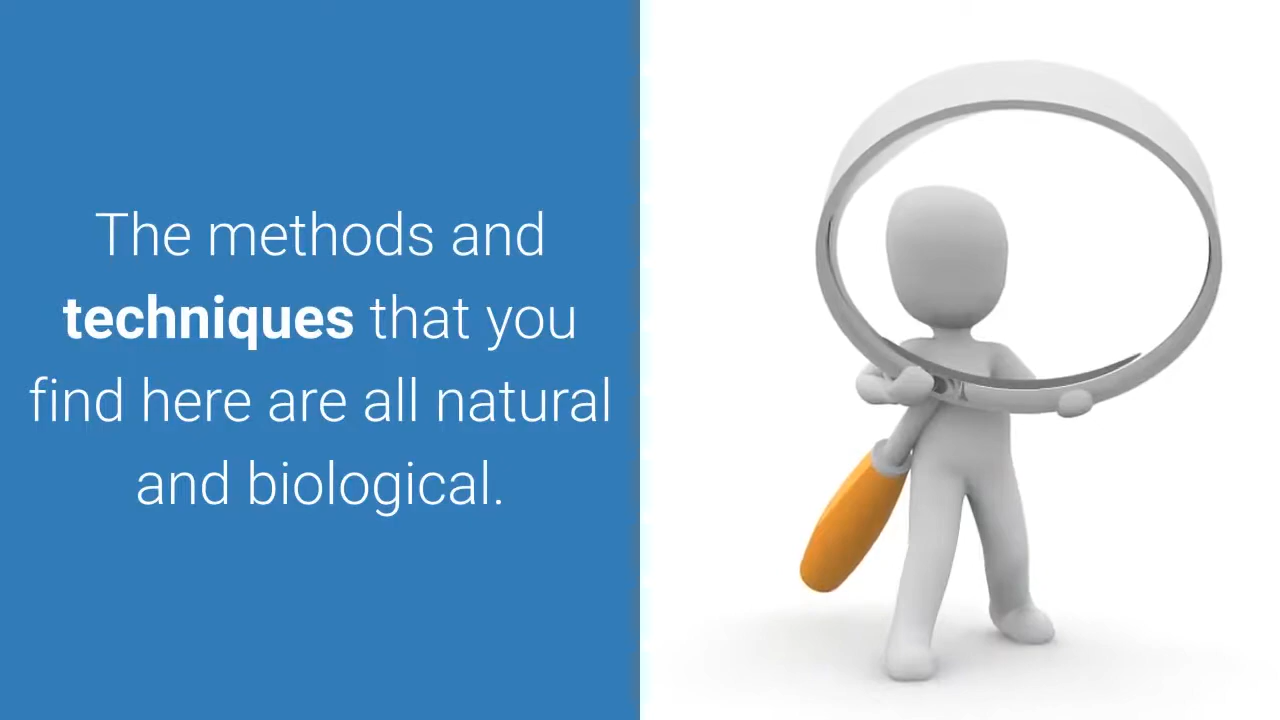 The methods and
techniques that you
find here are all natural
and biological.